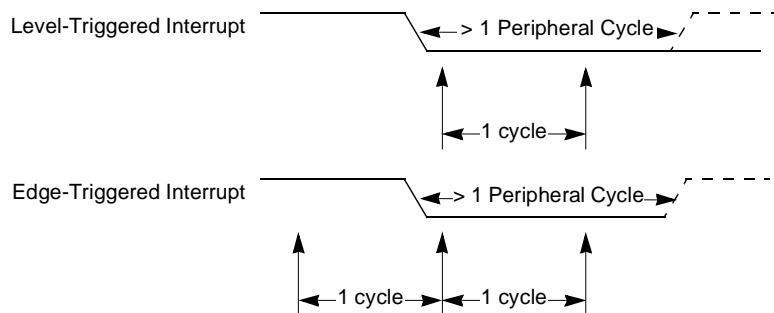 Level-Triggered Interrupt
> 1 Peripheral Cycle
1 cycle
Edge-Triggered Interrupt
> 1 Peripheral Cycle
1 cycle
1 cycle